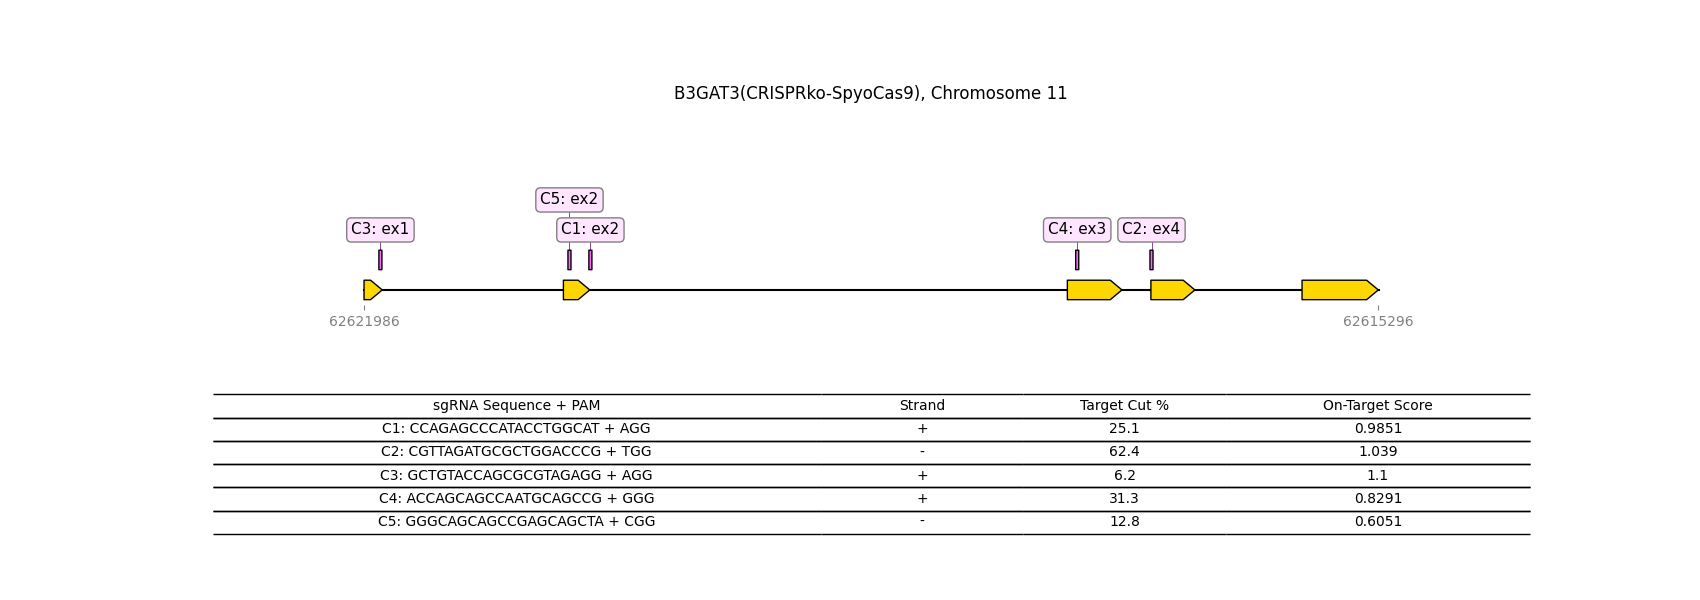 B3GAT3(CRISPRko-SpyoCas9), Chromosome 11
C5: ex2
C3: ex1 C1: ex2 C4: ex3 C2: ex4
62621986 62615296
sgRNA Sequence + PAM Strand Target Cut % On-Target Score
C1: CCAGAGCCCATACCTGGCAT + AGG + 25.1 0.9851
C2: CGTTAGATGCGCTGGACCCG + TGG - 62.4 1.039
C3: GCTGTACCAGCGCGTAGAGG + AGG + 6.2 1.1
C4: ACCAGCAGCCAATGCAGCCG + GGG + 31.3 0.8291
C5: GGGCAGCAGCCGAGCAGCTA + CGG - 12.8 0.6051